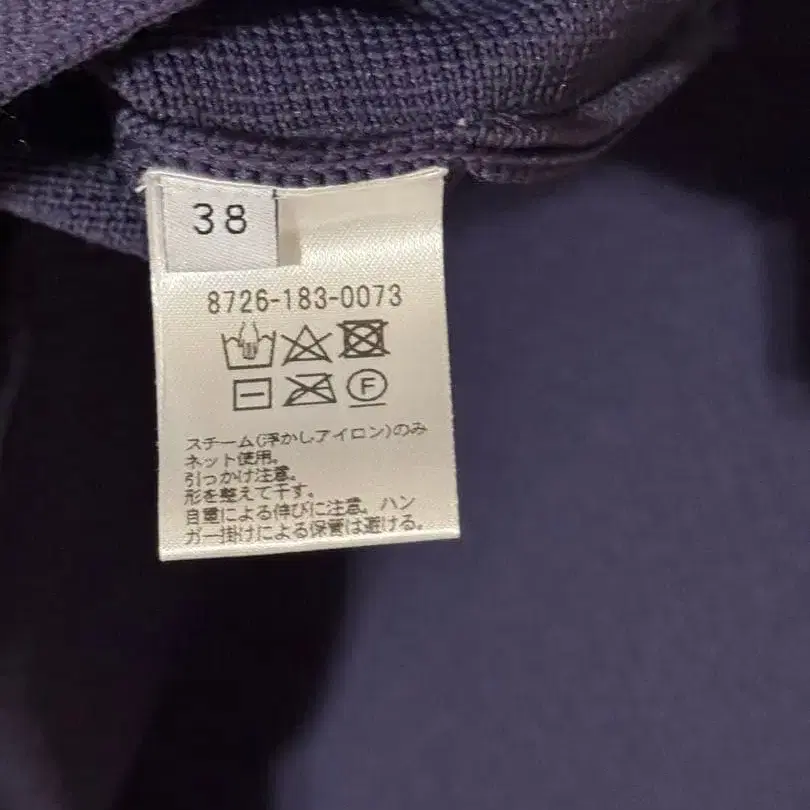 38
8726-183-0073
F
スチーム(浮かしアイロン)のみ
ネット使用。
引っかけ注意。
形を整えて干す。
自重による伸びに注意。ハン
ガー掛けによる保管は避ける。